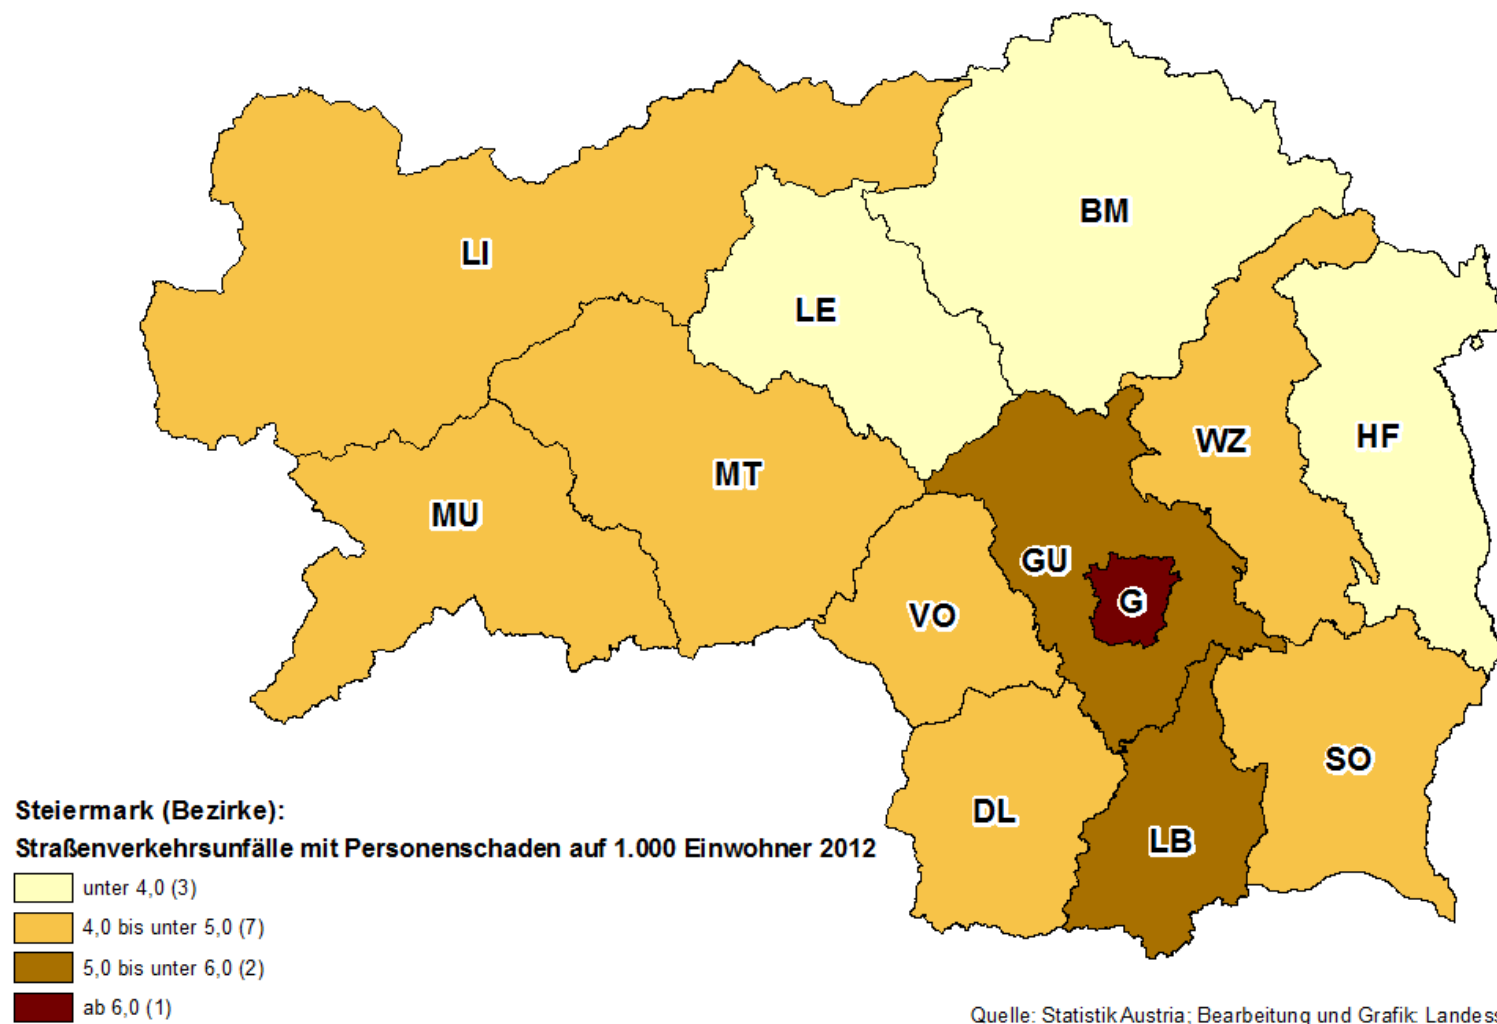 BM
LI
LE
WZ
HF
MT
MU
GU
G
VO
SO
DL
LB
Steiermark (Bezirke):
Straßenverkehrsunfälle mit Personenschaden auf 1.000 Einwohner 2012
unter 4,0 (3)
4,0 bis unter 5,0 (7)
5,0 bis unter 6,0 (2)
ab 6,0 (1)
Quelle: Statistik Austria; Bearbeitung und Grafik: Landess